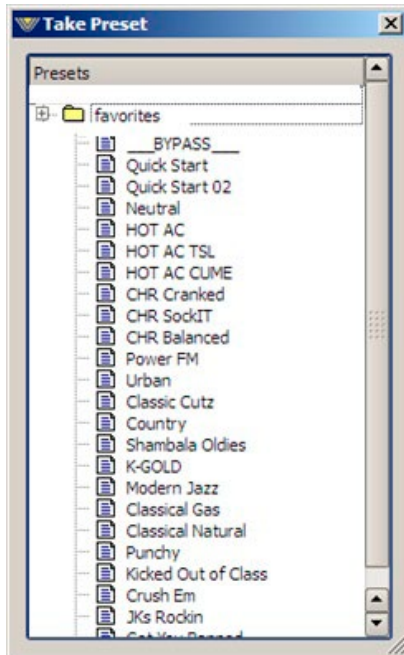 Take Preset
Presets
favorites
___BYPASS___
Quick Start
Quick Start 02
Neutral
HOT AC
HOT AC TSL
HOT AC CUME
CHR Cranked
CHR SockIT
CHR Balanced
Power FM
Urban
Classic Cutz
Country
Shambala Oldies
K-GOLD
Modern Jazz
Classical Gas
Classical Natural
Punchy
Kicked Out of Class
Crush Em
JKs Rockin